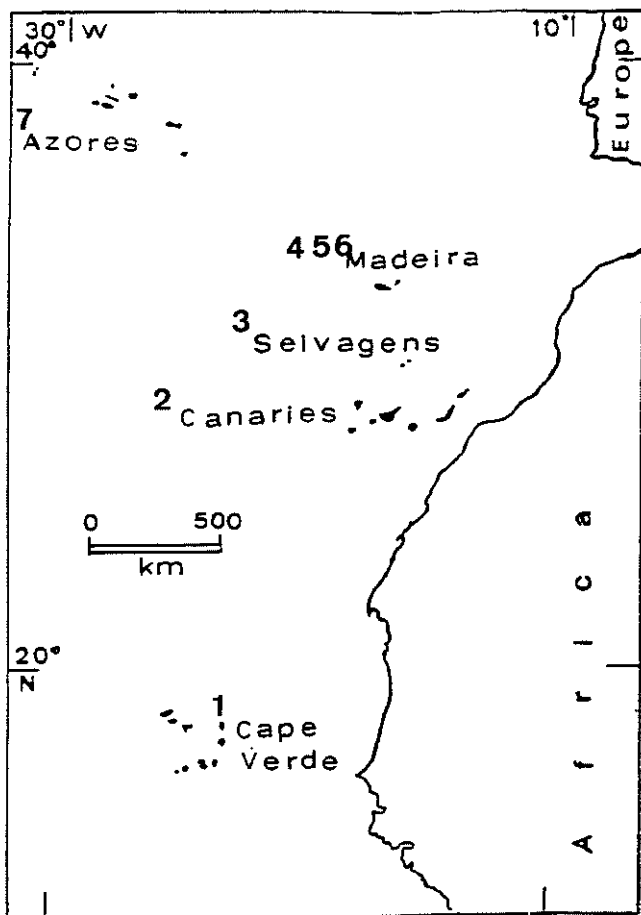 30°|W 10°|
40°
Europe
7
Azores
456
Madeira
3
Selvagens
2
Canaries
0 500
km
Africa
20°
N
1
Cape
Verde